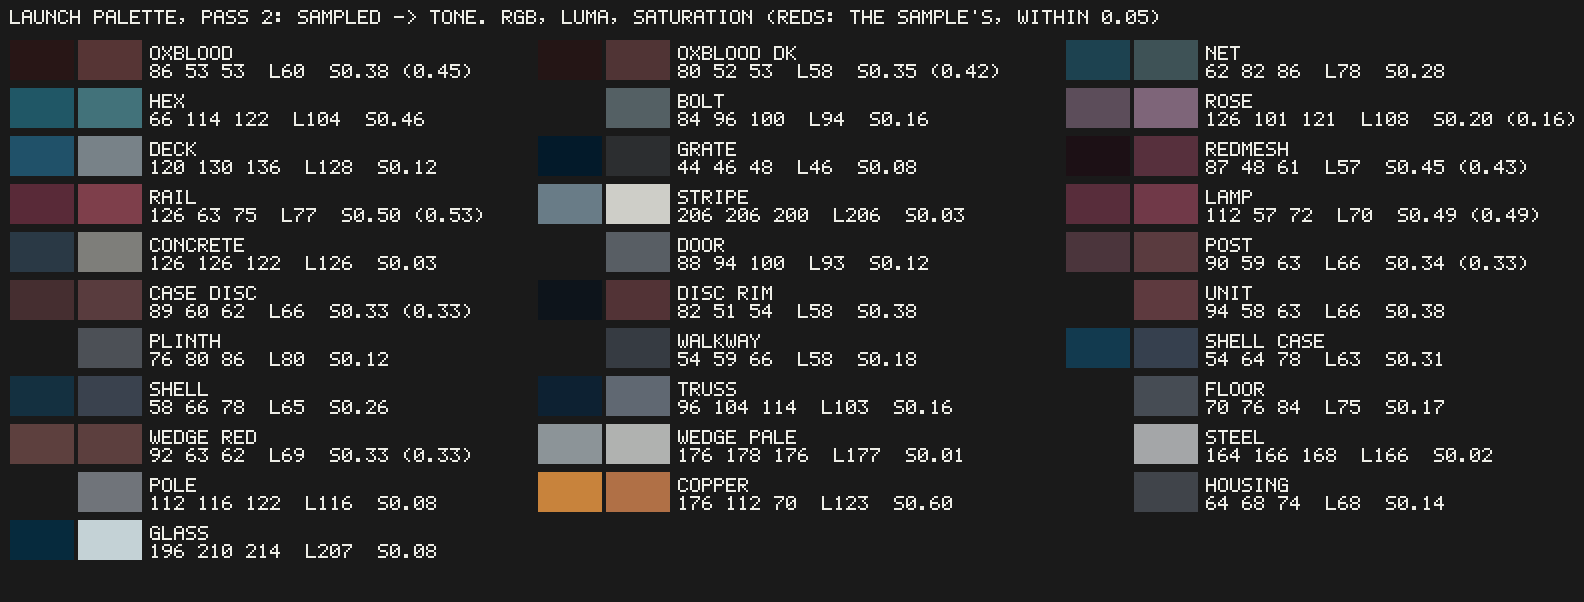 LAUNCH PALETTE, PASS 2: SAMPLED -> TONE. RGB, LUMA, SATURATION (REDS: THE SAMPLE'S, WITHIN 0.05)
OXBLOOD
86 53 53 L60 S0.38 (0.45)
OXBLOOD DK
80 52 53 L58 S0.35 (0.42)
NET
62 82 86 L78 S0.28
HEX
66 114 122 L104 S0.46
BOLT
84 96 100 L94 S0.16
ROSE
126 101 121 L108 S0.20 (0.16)
DECK
120 130 136 L128 S0.12
GRATE
44 46 48 L46 S0.08
REDMESH
87 48 61 L57 S0.45 (0.43)
RAIL
126 63 75 L77 S0.50 (0.53)
STRIPE
206 206 200 L206 S0.03
LAMP
112 57 72 L70 S0.49 (0.49)
CONCRETE
126 126 122 L126 S0.03
DOOR
88 94 100 L93 S0.12
POST
90 59 63 L66 S0.34 (0.33)
CASE DISC
89 60 62 L66 S0.33 (0.33)
DISC RIM
82 51 54 L58 S0.38
UNIT
94 58 63 L66 S0.38
PLINTH
76 80 86 L80 S0.12
WALKWAY
54 59 66 L58 S0.18
SHELL CASE
54 64 78 L63 S0.31
SHELL
58 66 78 L65 S0.26
TRUSS
96 104 114 L103 S0.16
FLOOR
70 76 84 L75 S0.17
WEDGE RED
92 63 62 L69 S0.33 (0.33)
WEDGE PALE
176 178 176 L177 S0.01
STEEL
164 166 168 L166 S0.02
POLE
112 116 122 L116 S0.08
COPPER
176 112 70 L123 S0.60
HOUSING
64 68 74 L68 S0.14
GLASS
196 210 214 L207 S0.08